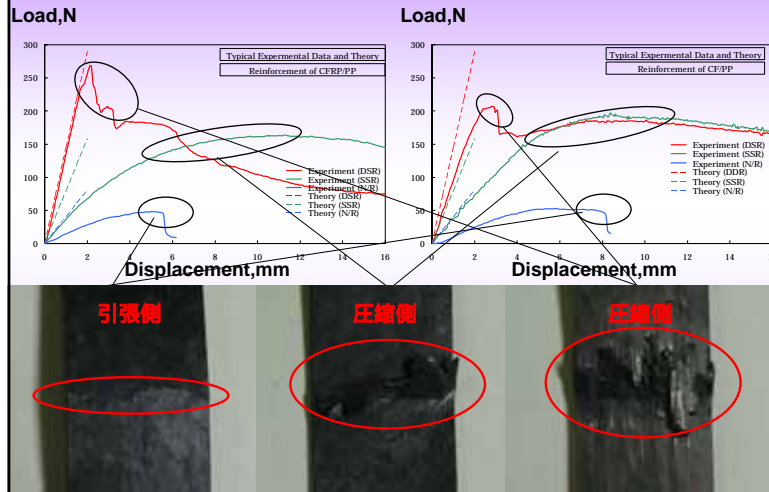 Load,N
Load,N
Typical Experimental Data and Theory
Reinforcement of CFRP/PP
300
250
200
150
100
50
0
0 2 4 6 8 10 12 14 16
Experiment (DSR)
Experiment (SSR)
Experiment (N/R)
Theory (DSR)
Theory (SSR)
Theory (N/R)
Displacement,mm
Typical Experimental Data and Theory
Reinforcement of CF/PP
300
250
200
150
100
50
0
0 2 4 6 8 10 12 14
Experiment (DSR)
Experiment (SSR)
Experiment (N/R)
Theory (DDR)
Theory (SSR)
Theory (N/R)
Displacement,mm
引張側
圧縮側
圧縮側